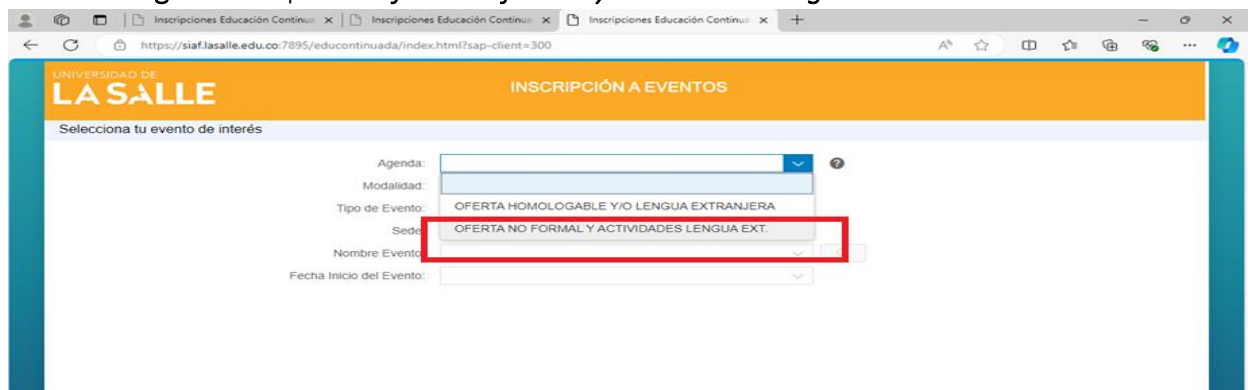 Inscripciones Educación Continua
Inscripciones Educación Continua
Inscripciones Educación Continua
https://siaf.lasalle.edu.co:7895/educontinuada/index.html?sap-client=300
UNIVERSIDAD DE
LA SALLE
INSCRIPCIÓN A EVENTOS
Selecciona tu evento de interés
Agenda:
Modalidad:
Tipo de Evento: OFERTA HOMOLOGABLE Y/O LENGUA EXTRANJERA
Sede OFERTA NO FORMAL Y ACTIVIDADES LENGUA EXT.
Nombre Evento
Fecha Inicio del Evento: